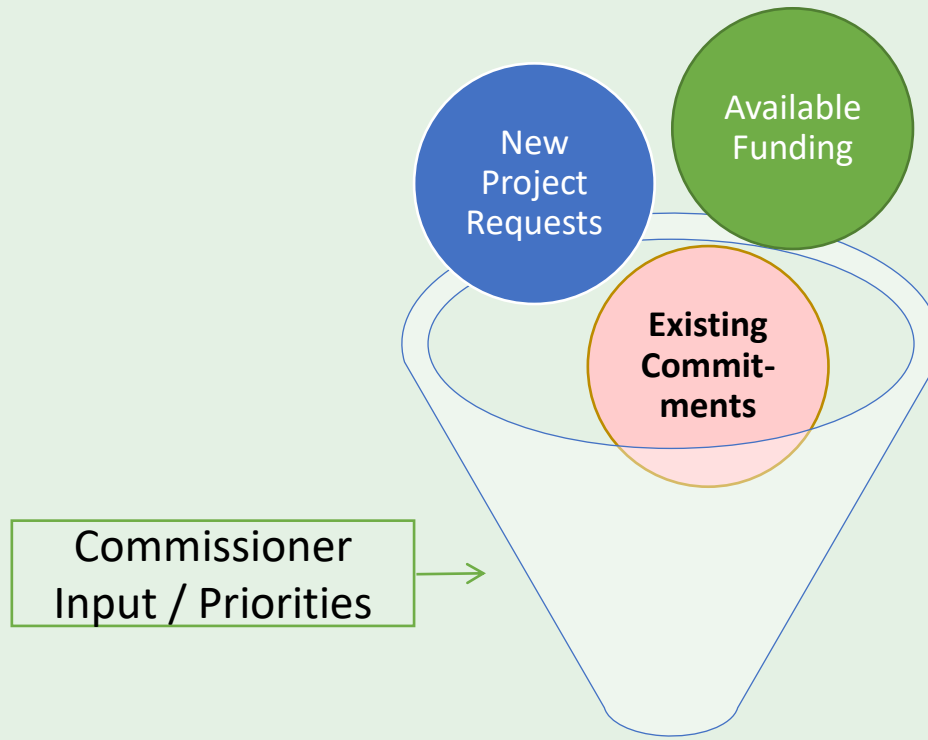 Available
Funding
New
Project
Requests
Existing
Commit-
ments
Commissioner
Input / Priorities